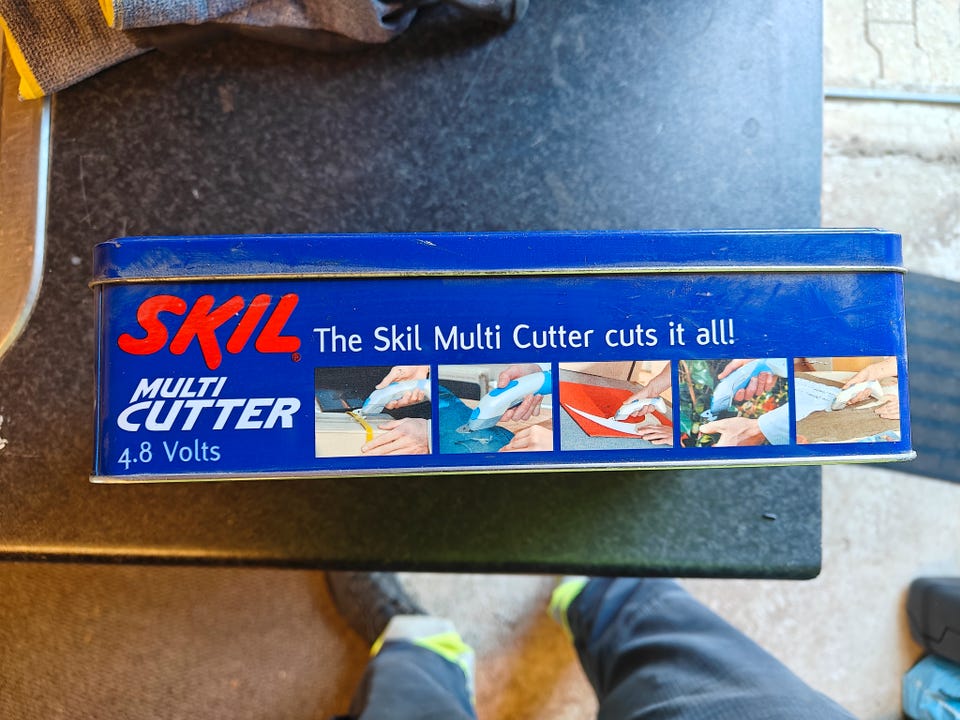 SKIL®
The Skil Multi Cutter cuts it all!
MULTI
CUTTER
4.8 Volts